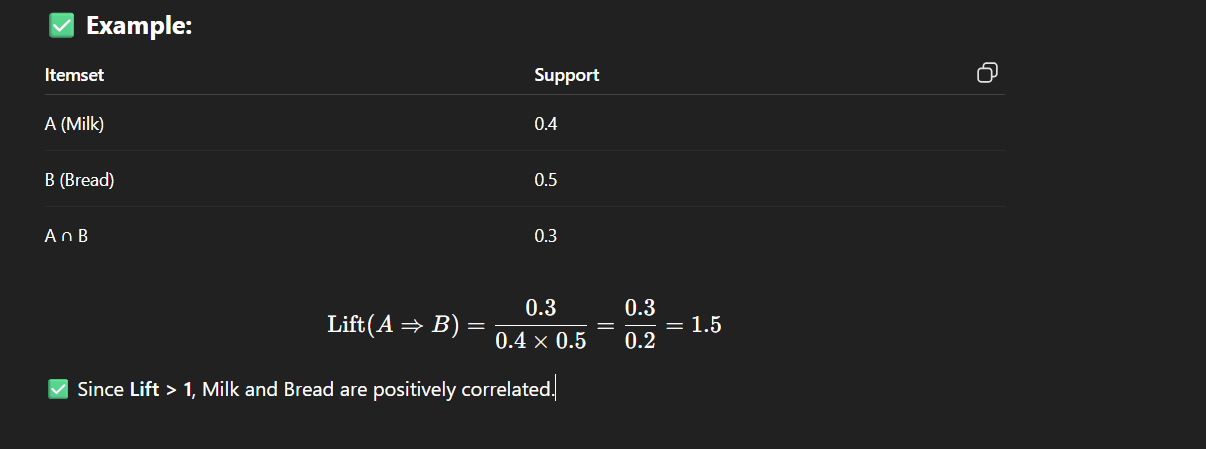 ✅ Example:
Itemset Support
A (Milk) 0.4
B (Bread) 0.5
A ∩ B 0.3
Lift(A ⇒ B) = 0.3 / 0.4 × 0.5 = 0.3 / 0.2 = 1.5
✅ Since Lift > 1, Milk and Bread are positively correlated.